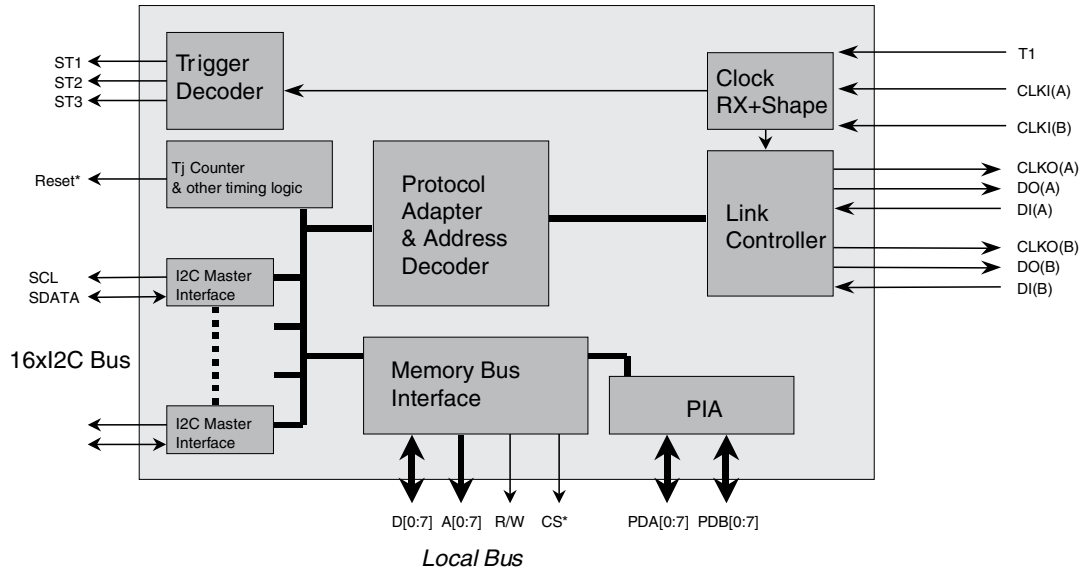 ST1
ST2
ST3
Trigger
Decoder
Clock
RX+Shape
T1
CLKI(A)
CLKI(B)
Reset*
Tj Counter
& other timing logic
Protocol
Adapter
& Address
Decoder
Link
Controller
CLKO(A)
DO(A)
DI(A)
CLKO(B)
DO(B)
DI(B)
SCL
SDATA
I2C Master
Interface
16xI2C Bus
I2C Master
Interface
Memory Bus
Interface
PIA
D[0:7]
A[0:7]
R/W
CS*
PDA[0:7]
PDB[0:7]
Local Bus